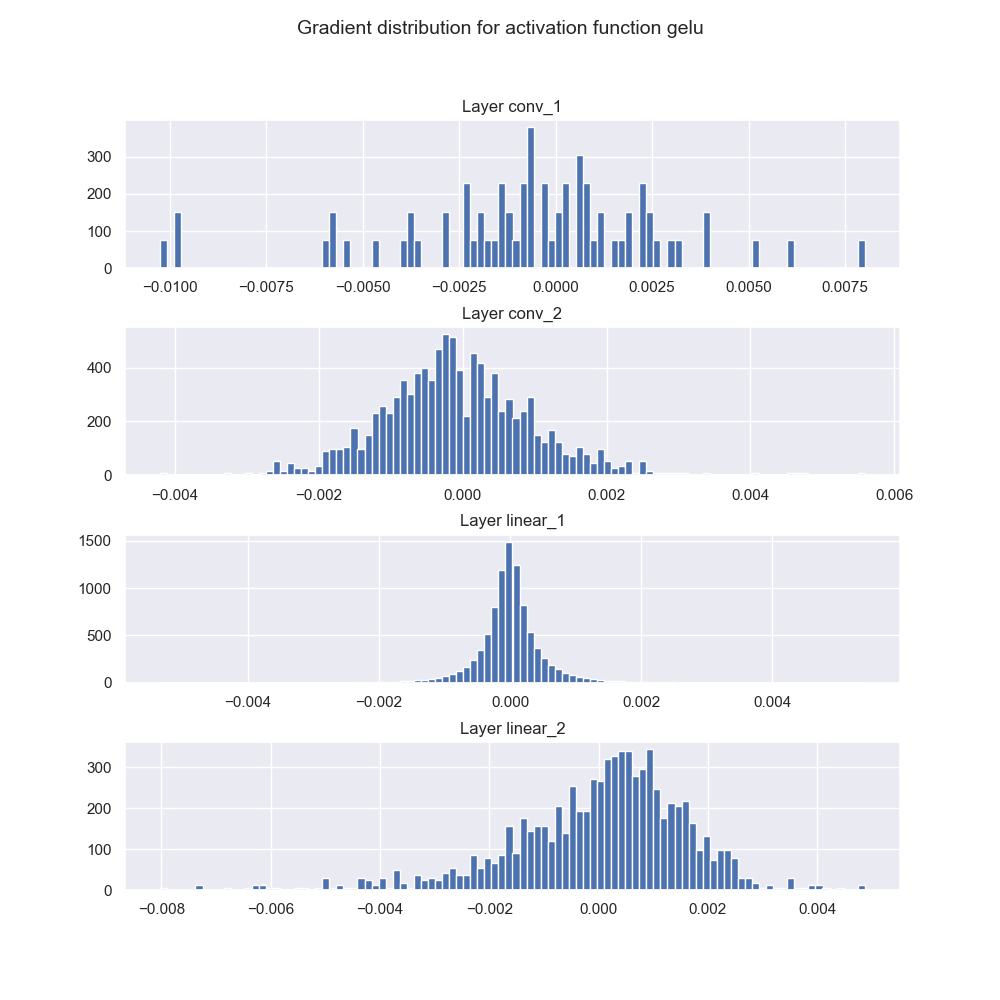 Gradient distribution for activation function gelu
Layer conv_1
300
200
100
0
−0.0100 −0.0075 −0.0050 −0.0025 0.0000 0.0025 0.0050 0.0075
Layer conv_2
400
200
0
−0.004 −0.002 0.000 0.002 0.004 0.006
Layer linear_1
1500
1000
500
0
−0.004 −0.002 0.000 0.002 0.004
Layer linear_2
300
200
100
0
−0.008 −0.006 −0.004 −0.002 0.000 0.002 0.004